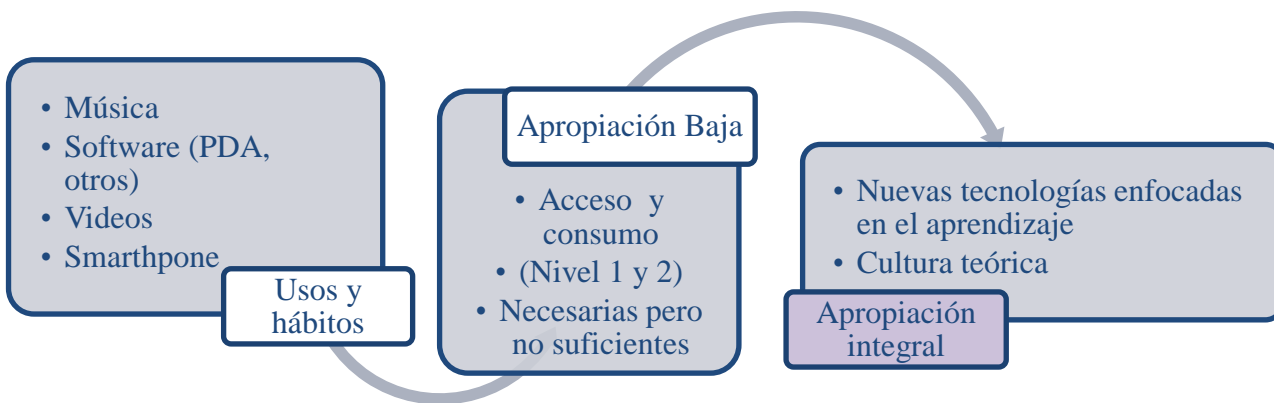 • Música
• Software (PDA,
otros)
• Videos
• Smarthpone
Usos y
hábitos
Apropiación Baja
• Acceso y
consumo
• (Nivel 1 y 2)
• Necesarias pero
no suficientes
• Nuevas tecnologías enfocadas
en el aprendizaje
• Cultura teórica
Apropiación
integral